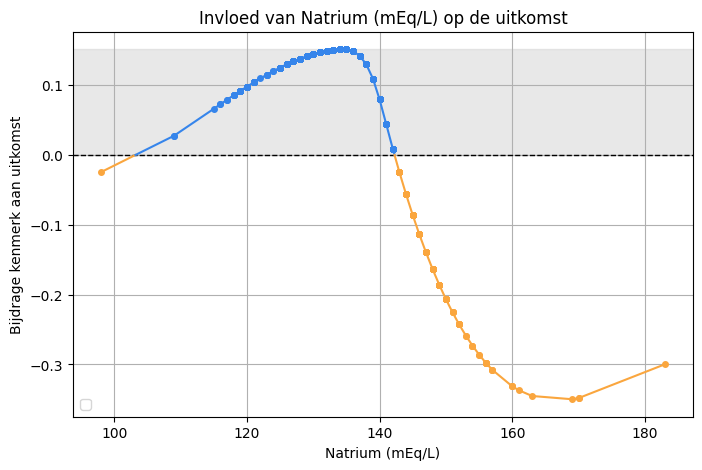 Invloed van Natrium (mEq/L) op de uitkomst
Bijdrage kenmerk aan uitkomst
0.1
0.0
−0.1
−0.2
−0.3
100 120 140 160 180
Natrium (mEq/L)